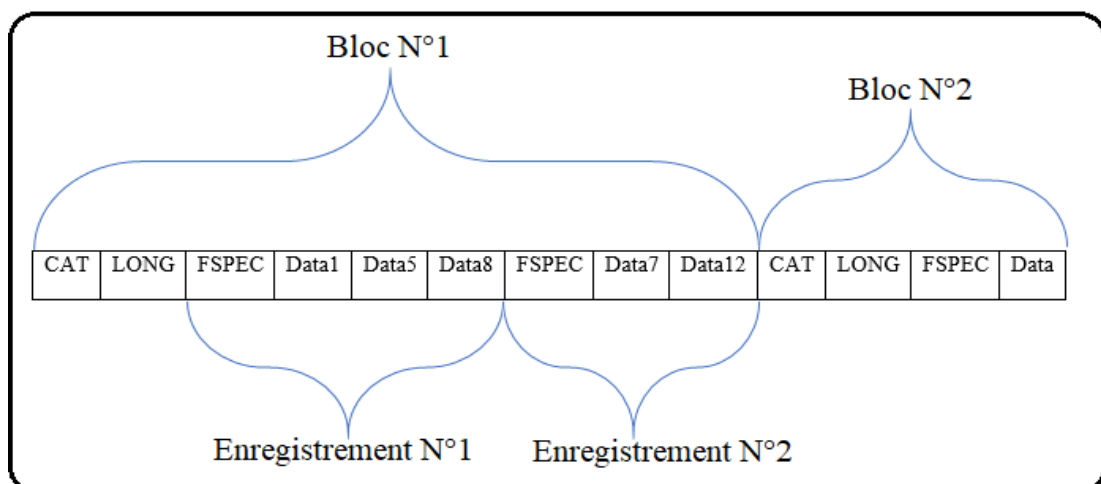 Bloc N°1
Bloc N°2
CAT LONG FSPEC Data1 Data5 Data8 FSPEC Data7 Data12 CAT LONG FSPEC Data
Enregistrement N°1 Enregistrement N°2